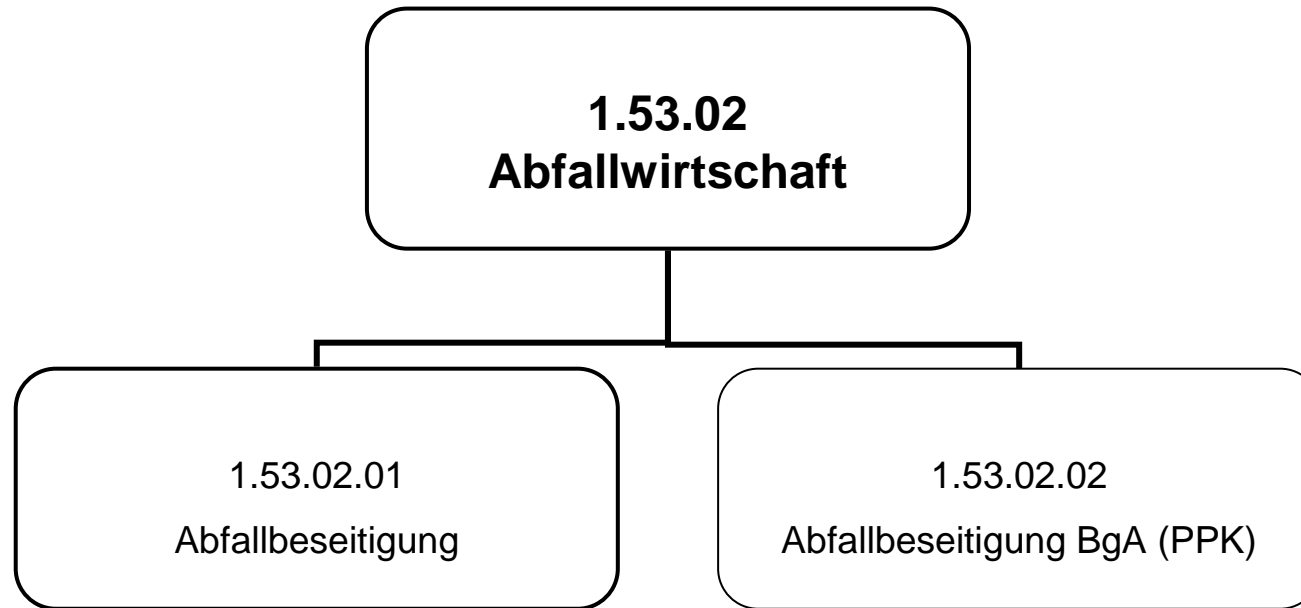 1.53.02
Abfallwirtschaft
1.53.02.01
Abfallbeseitigung
1.53.02.02
Abfallbeseitigung BgA (PPK)